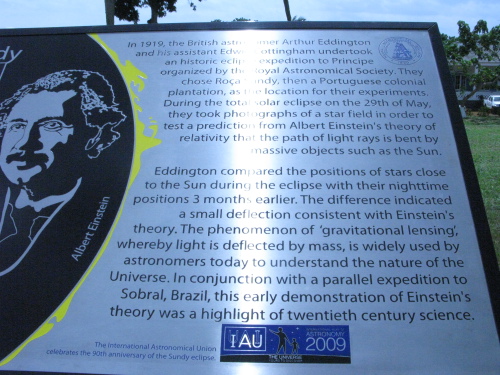 dy
In 1919, the British astronomer Arthur Eddington
and his assistant Edwin Cottingham undertook
an historic eclipse expedition to Principe
organized by the Royal Astronomical Society. They
chose Roça Sundy, then a Portuguese colonial
plantation, as the location for their experiments.
During the total solar eclipse on the 29th of May,
they took photographs of a star field in order to
test a prediction from Albert Einstein's theory of
relativity that the path of light rays is bent by
massive objects such as the Sun.
Eddington compared the positions of stars close
to the Sun during the eclipse with their nighttime
positions 3 months earlier. The difference indicated
a small deflection consistent with Einstein's
theory. The phenomenon of 'gravitational lensing',
whereby light is deflected by mass, is widely used by
astronomers today to understand the nature of the
Universe. In conjunction with a parallel expedition to
Sobral, Brazil, this early demonstration of Einstein's
theory was a highlight of twentieth century science.
Albert Einstein
The International Astronomical Union
celebrates the 90th anniversary of the Sundy eclipse.
IAU
THE UNIVERSE
ASTRONOMY
2009